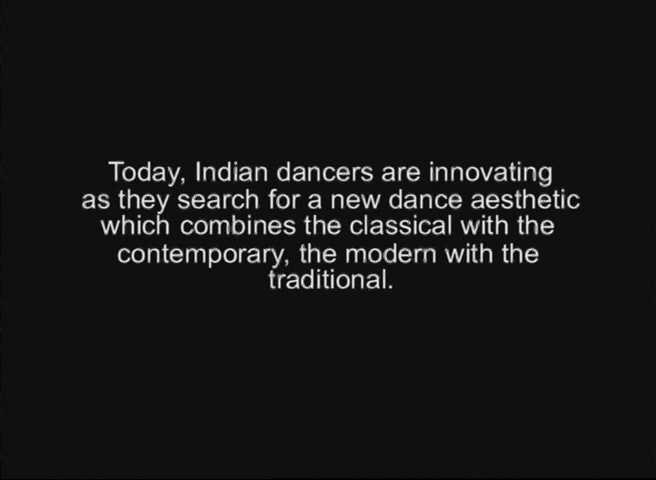 Today, Indian dancers are innovating
as they search for a new dance aesthetic
which combines the classical with the
contemporary, the modern with the
traditional.